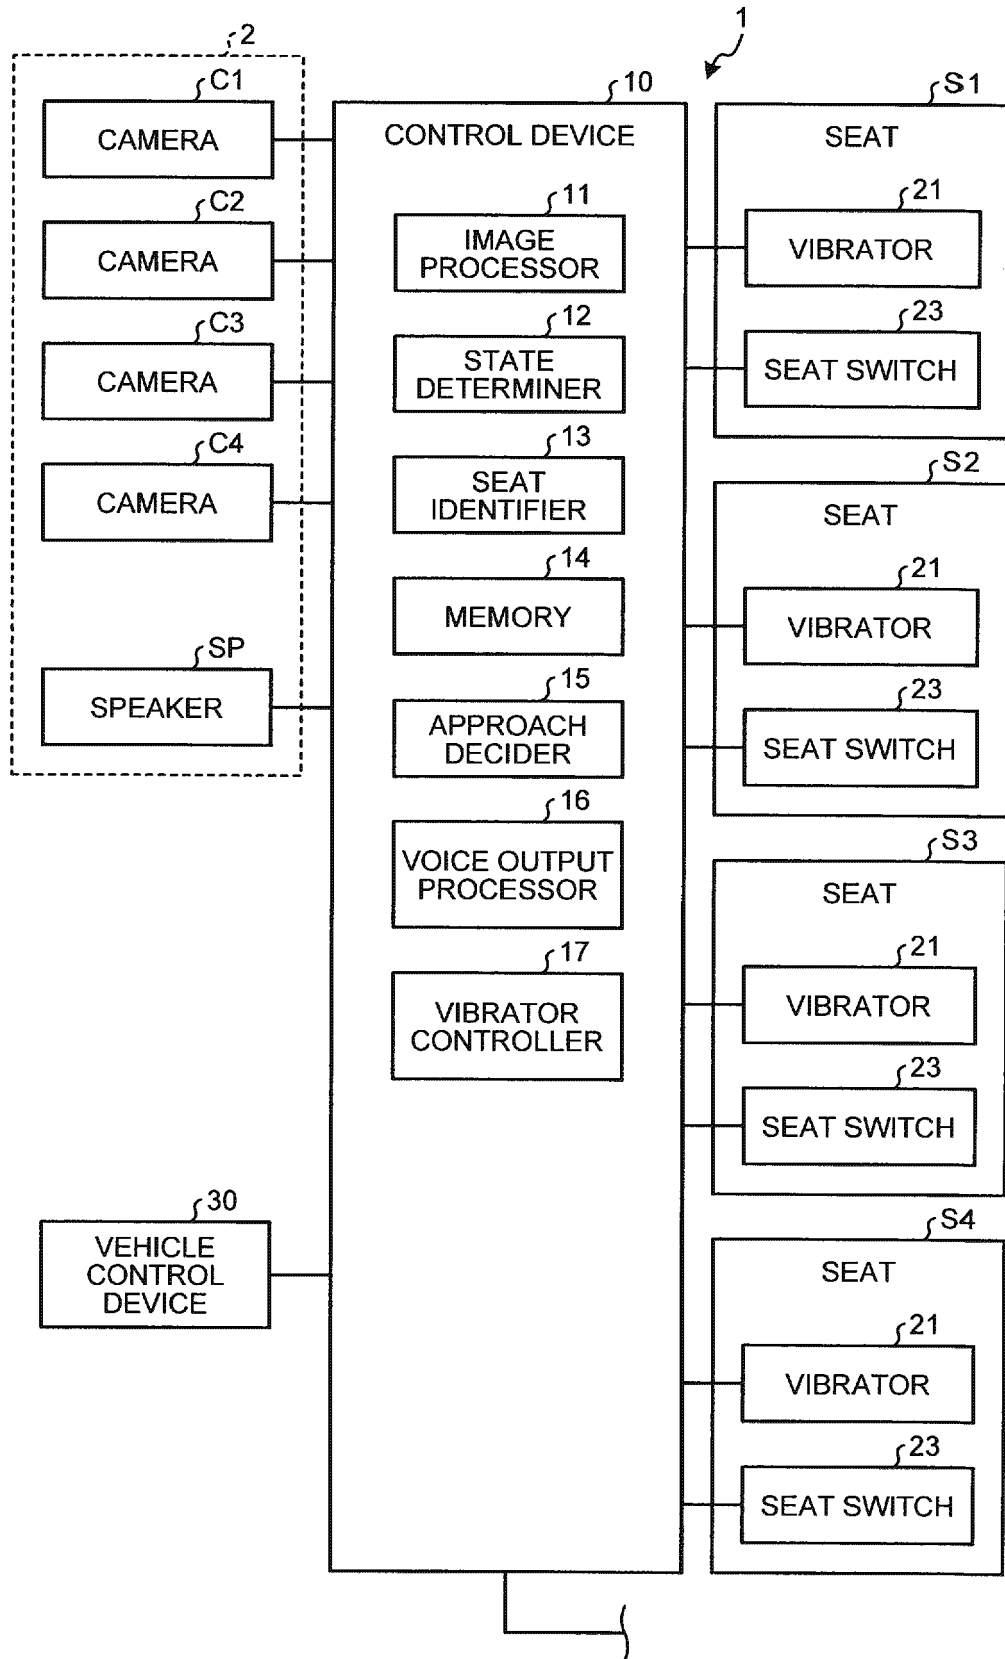 1
2
C1
CAMERA
C2
CAMERA
C3
CAMERA
C4
CAMERA
SP
SPEAKER
30
VEHICLE
CONTROL
DEVICE
10
CONTROL DEVICE
11
IMAGE
PROCESSOR
12
STATE
DETERMINER
13
SEAT
IDENTIFIER
14
MEMORY
15
APPROACH
DECIDER
16
VOICE OUTPUT
PROCESSOR
17
VIBRATOR
CONTROLLER
S1
SEAT
21
VIBRATOR
23
SEAT SWITCH
S2
SEAT
21
VIBRATOR
23
SEAT SWITCH
S3
SEAT
21
VIBRATOR
23
SEAT SWITCH
S4
SEAT
21
VIBRATOR
23
SEAT SWITCH